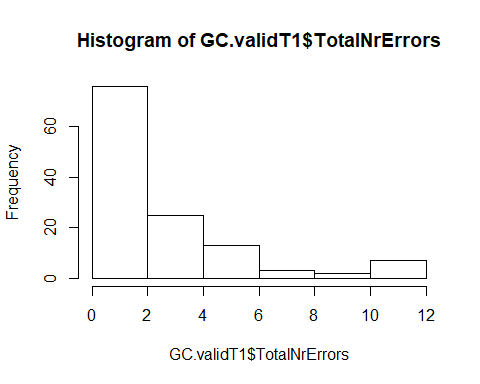 Histogram of GC.validT1$TotalNrErrors
Frequency
60
40
20
0
0 2 4 6 8 10 12
GC.validT1$TotalNrErrors